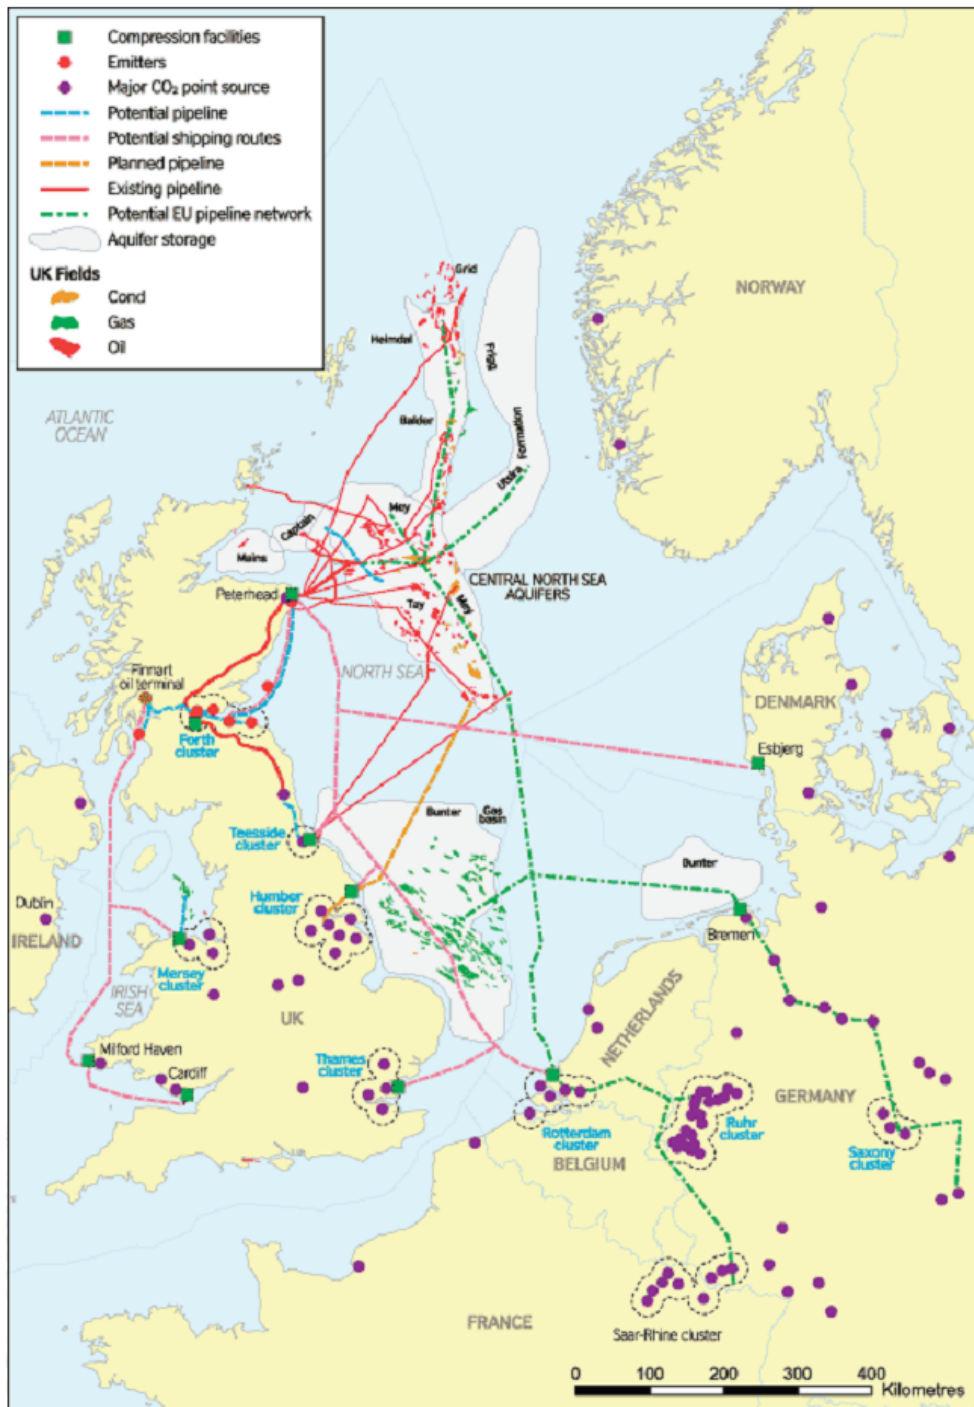 Compression facilities
Emitters
Major CO₂ point source
Potential pipeline
Potential shipping routes
Planned pipeline
Existing pipeline
Potential EU pipeline network
Aquifer storage
UK Fields
Cond
Gas
Oil
NORWAY
Grid
Heimdal
Frigg
ATLANTIC
OCEAN
Balder
Formation
Utsira
Mey
Captain
Mains
CENTRAL NORTH SEA
AQUIFERS
Peterhead
Tay
Mey
NORTH SEA
Finnart
oil terminal
DENMARK
Forth
cluster
Esbjerg
Bunter
Gas
basin
Teesside
cluster
Bunter
Humber
cluster
Dublin
IRELAND
Bremen
Mersey
cluster
IRISH
SEA
UK
NETHERLANDS
Milford Haven
Cardiff
Thames
cluster
GERMANY
Ruhr
cluster
Rotterdam
cluster
BELGIUM
Saxony
cluster
FRANCE
Saar-Rhine cluster
0 100 200 300 400
Kilometres